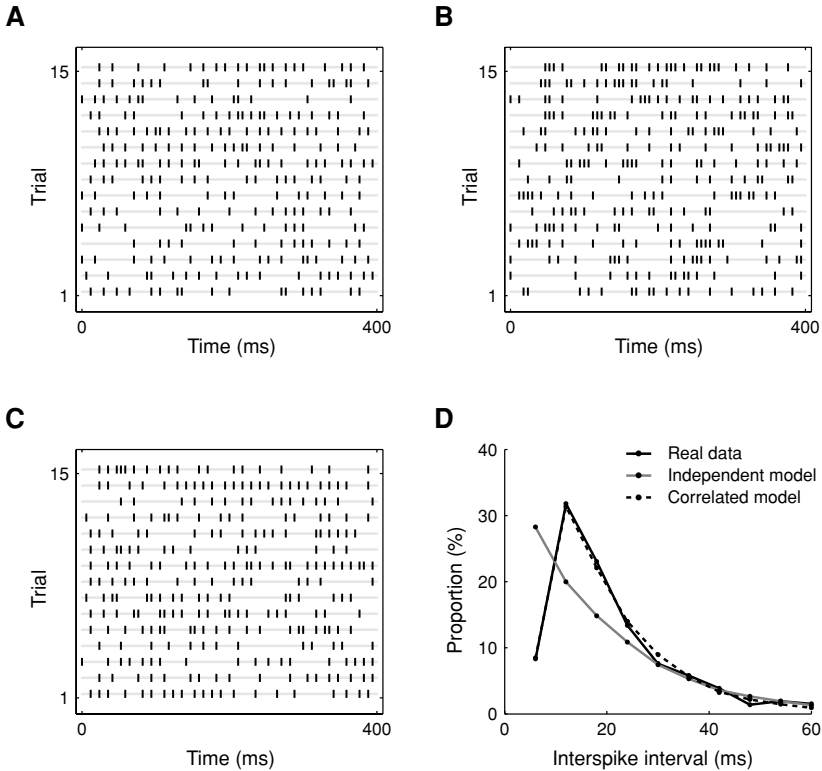 A
Trial
15
1
0
400
Time (ms)
B
Trial
15
1
0
400
Time (ms)
C
Trial
15
1
0
400
Time (ms)
D
Proportion (%)
40
30
20
10
0
0
20
40
60
Interspike interval (ms)
Real data
Independent model
Correlated model